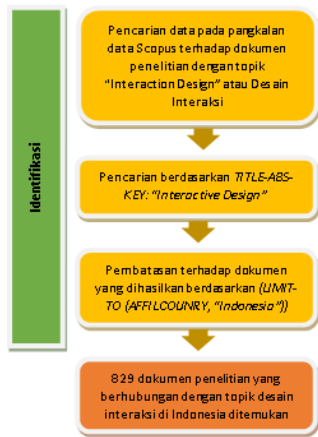 Identifikasi
Pencarian data pada pangkalan
data Scopus terhadap dokumen
penelitian dengan topik
"Interaction Design" atau Desain
Interaksi
Pencarian berdasarkan TITLE-ABS-
KEY: "Interactive Design"
Pembatasan terhadap dokumen
yang dihasilkan berdasarkan (LIMIT-
TO (AFFILCOUNRY, "Indonesia"))
829 dokumen penelitian yang
berhubungan dengan topik desain
interaksi di Indonesia ditemukan